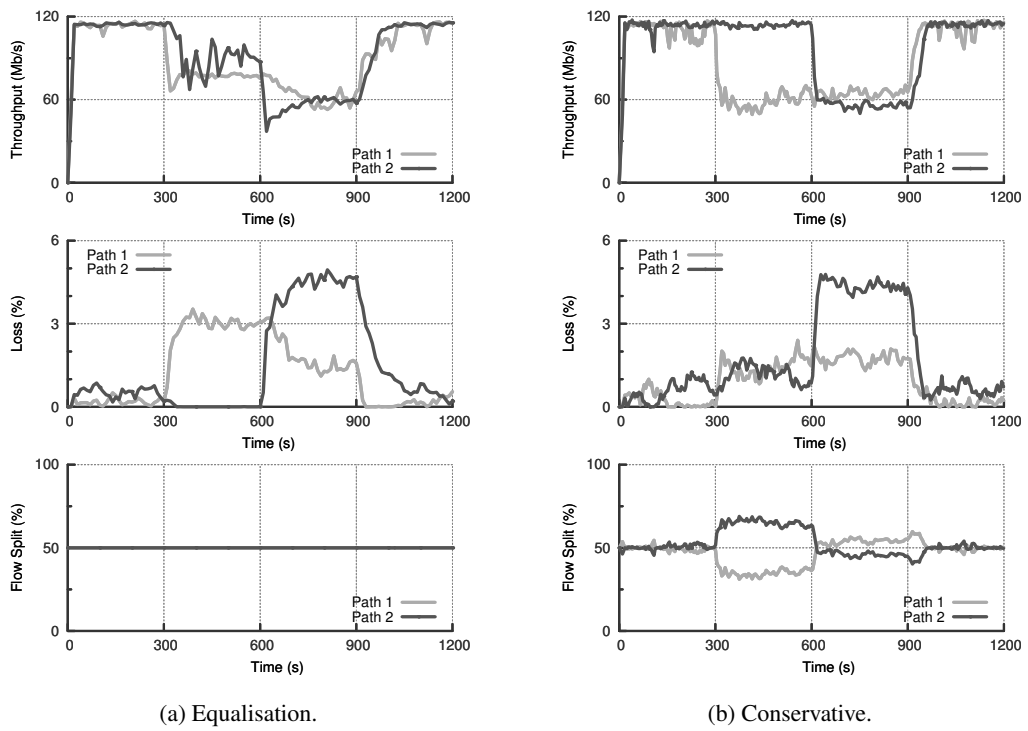 120
60
0
Throughput (Mb/s)
Path 1
Path 2
0 300 600 900 1200
Time (s)
6
3
0
Loss (%)
Path 1
Path 2
0 300 600 900 1200
Time (s)
100
50
0
Flow Split (%)
Path 1
Path 2
0 300 600 900 1200
Time (s)
(a) Equalisation.
120
60
0
Throughput (Mb/s)
Path 1
Path 2
0 300 600 900 1200
Time (s)
6
3
0
Loss (%)
Path 1
Path 2
0 300 600 900 1200
Time (s)
100
50
0
Flow Split (%)
Path 1
Path 2
0 300 600 900 1200
Time (s)
(b) Conservative.